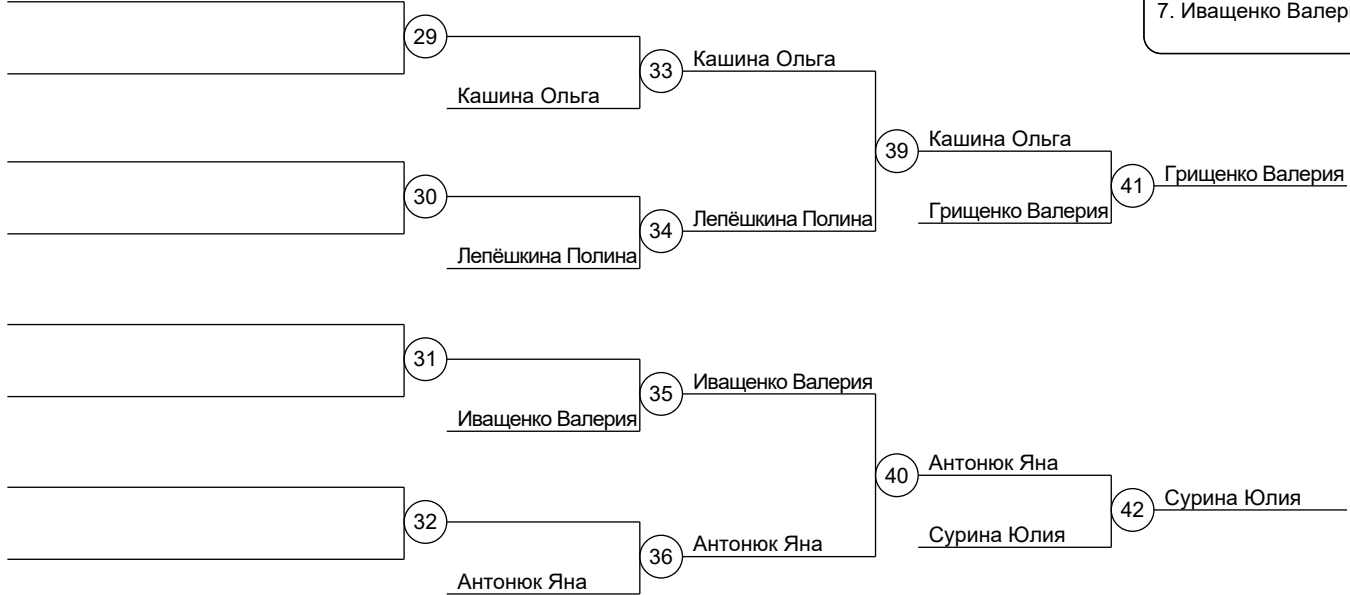 7. Иващенко
29
Кашина Ольга
33
Кашина Ольга
Кашина Ольга
39
41
Грищенко Валерия
30
Грищенко Валерия
34
Лепёшкина Полина
Лепёшкина Полина
31
Иващенко Валерия
35
Иващенко Валерия
Антонюк Яна
40
Сурина Юлия
42
32
Сурина Юлия
Антонюк Яна
36
Антонюк Яна